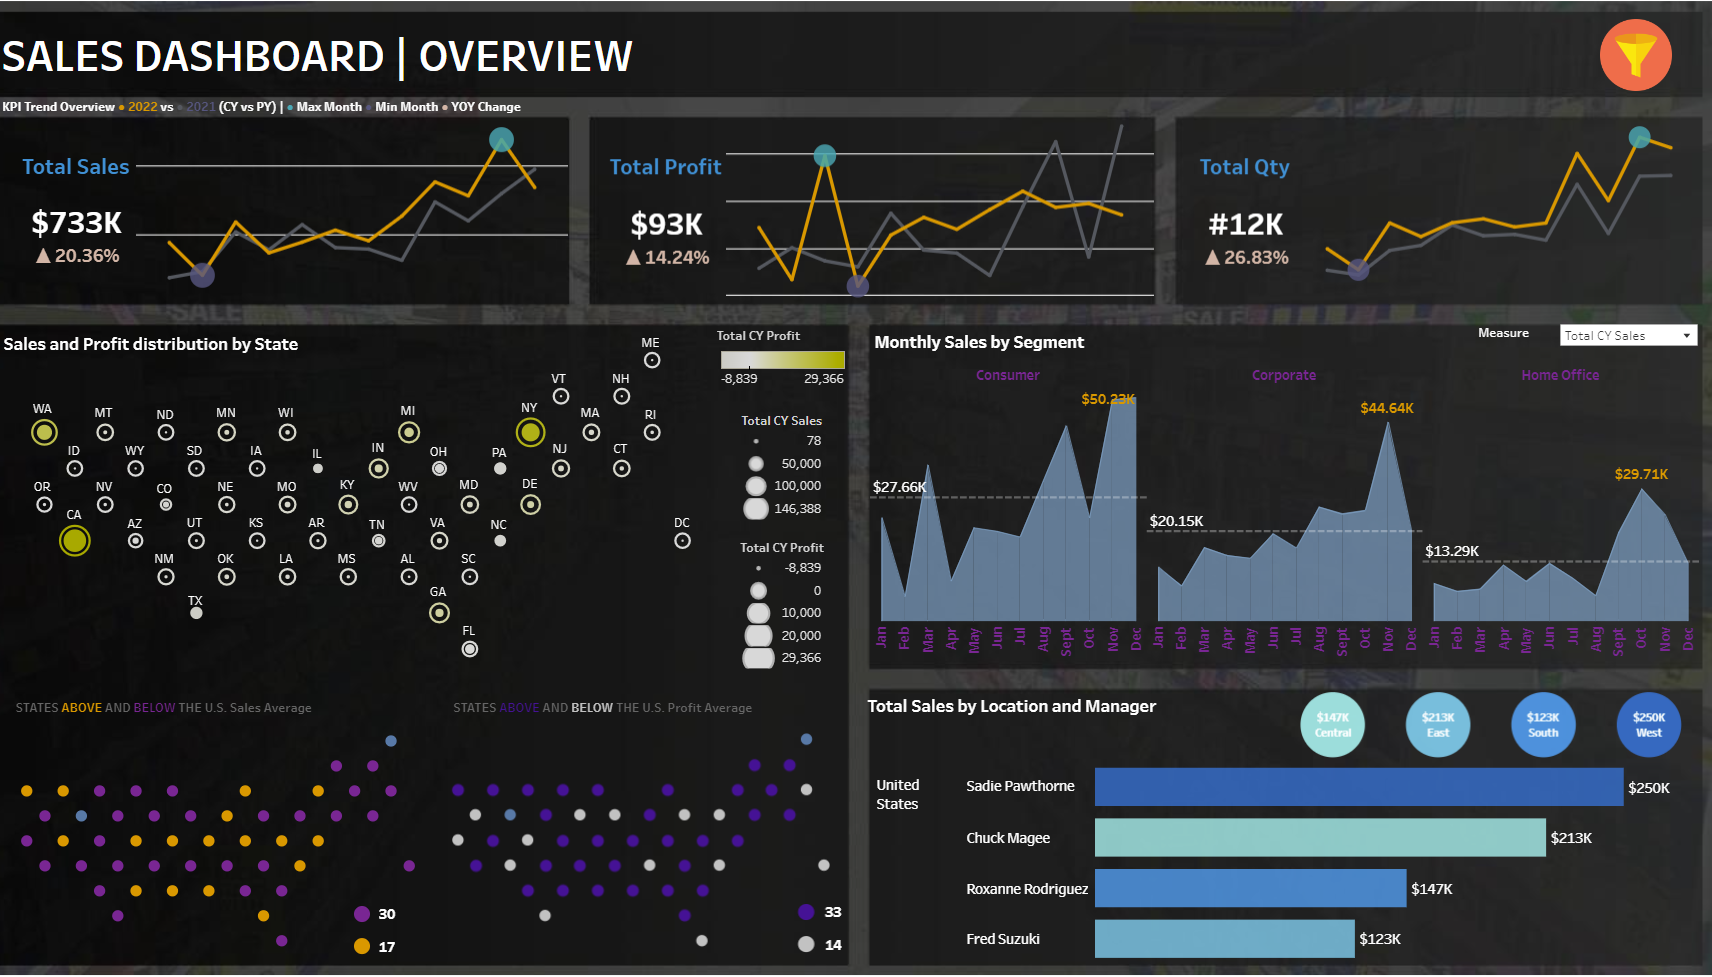 SALES DASHBOARD | OVERVIEW
KPI Trend Overview • 2022 vs • 2021 (CY vs PY) | • Max Month • Min Month • YOY Change
Total Sales
$733K
▲ 20.36%
Total Profit
$93K
▲ 14.24%
Total Qty
#12K
▲ 26.83%
SALE
SALE
Sales and Profit distribution by State
ME
VT
NH
WA
MT
ND
MN
WI
MI
NY
MA
RI
ID
WY
SD
IA
IL
IN
OH
PA
NJ
CT
OR
NV
CO
NE
MO
KY
WV
MD
DE
CA
AZ
UT
KS
AR
TN
VA
NC
DC
NM
OK
LA
MS
AL
SC
TX
GA
FL
Total CY Profit
-8,839 29,366
Total CY Sales
78
50,000
100,000
146,388
Total CY Profit
-8,839
0
10,000
20,000
29,366
STATES ABOVE AND BELOW THE U.S. Sales Average
30
17
STATES ABOVE AND BELOW THE U.S. Profit Average
33
14
Monthly Sales by Segment
Measure
Total CY Sales
Consumer
Corporate
Home Office
$50.23K
$27.66K
$44.64K
$20.15K
$29.71K
$13.29K
Jan Feb Mar Apr May Jun Jul Aug Sept Oct Nov Dec
Jan Feb Mar Apr May Jun Jul Aug Sept Oct Nov Dec
Jan Feb Mar Apr May Jun Jul Aug Sept Oct Nov Dec
Total Sales by Location and Manager
$147K
Central
$213K
East
$123K
South
$250K
West
United
States
Sadie Pawthorne $250K
Chuck Magee $213K
Roxanne Rodriguez $147K
Fred Suzuki $123K